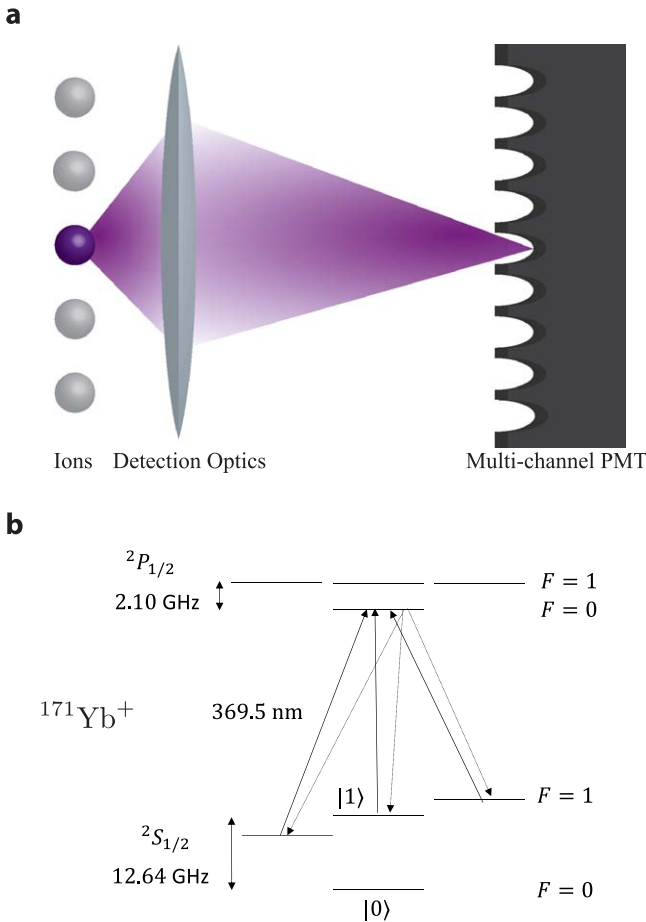 a
Ions Detection Optics Multi-channel PMT
b
²P₁/₂
F = 1
2.10 GHz
F = 0
¹⁷¹Yb⁺
369.5 nm
|1⟩
F = 1
²S₁/₂
12.64 GHz
F = 0
|0⟩